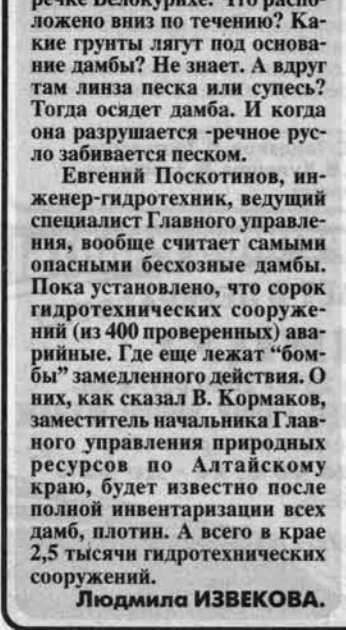 речке Белокурихе. Что распо-
ложено вниз по течению? Ка-
кие грунты лягут под основа-
ние дамбы? Не знает. А вдруг
там линза песка или супесь?
Тогда осядет дамба. И когда
она разрушается -речное рус-
ло забивается песком.
Евгений Поскотинов, ин-
женер-гидротехник, ведущий
специалист Главного управле-
ния, вообще считает самыми
опасными бесхозные дамбы.
Пока установлено, что сорок
гидротехнических сооруже-
ний (из 400 проверенных) ава-
рийные. Где еще лежат “бом-
бы” замедленного действия. О
них, как сказал В. Кормаков,
заместитель начальника Глав-
ного управления природных
ресурсов по Алтайскому
краю, будет известно после
полной инвентаризации всех
дамб, плотин. А всего в крае
2,5 тысячи гидротехнических
сооружений.
Людмила ИЗВЕКОВА.